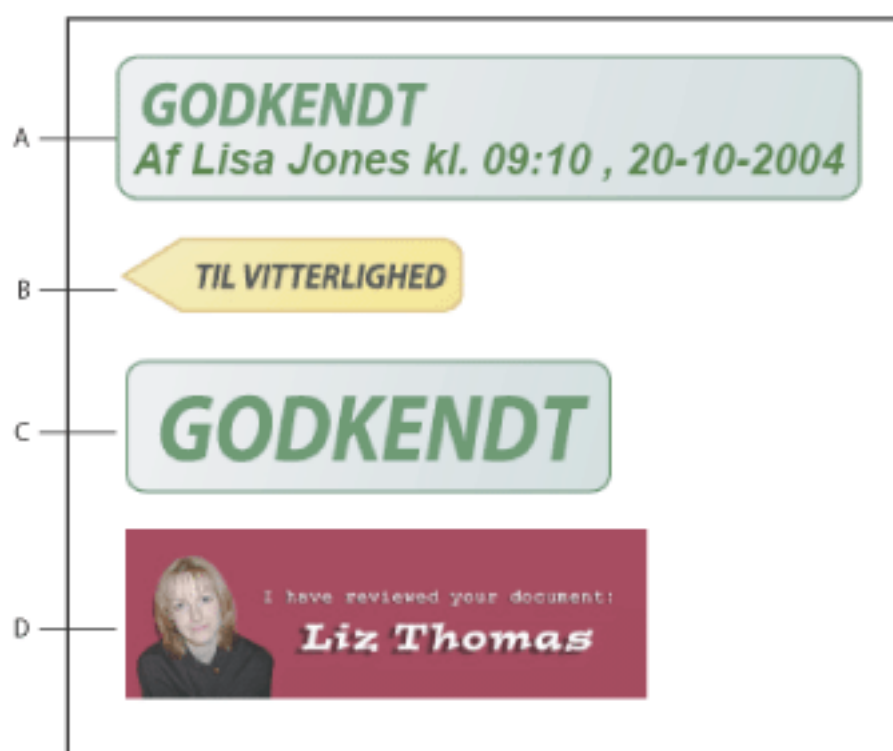 A
GODKENDT
Af Lisa Jones kl. 09:10 , 20-10-2004
B
TIL VITTERLIGHED
C
GODKENDT
D
I have reviewed your document:
Liz Thomas